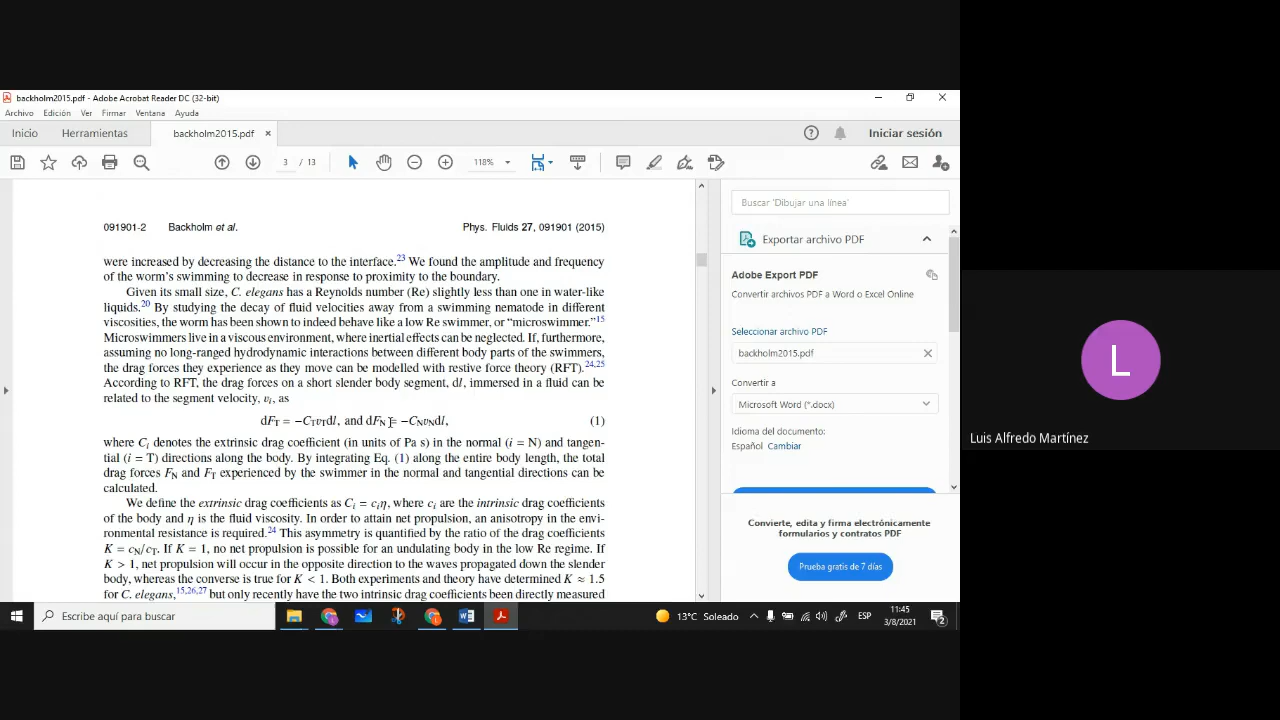 backholm2015.pdf - Adobe Acrobat Reader DC (32-bit)
Archivo Edición Ver Firmar Ventana Ayuda
Inicio Herramientas backholm2015.pdf × Iniciar sesión
3 / 13 118%
091901-2 Backholm et al. Phys. Fluids 27, 091901 (2015)
were increased by decreasing the distance to the interface.23 We found the amplitude and frequency
of the worm's swimming to decrease in response to proximity to the boundary.
Given its small size, C. elegans has a Reynolds number (Re) slightly less than one in water-like
liquids.20 By studying the decay of fluid velocities away from a swimming nematode in different
viscosities, the worm has been shown to indeed behave like a low Re swimmer, or "microswimmer."15
Microswimmers live in a viscous environment, where inertial effects can be neglected. If, furthermore,
assuming no long-ranged hydrodynamic interactions between different body parts of the swimmers,
the drag forces they experience as they move can be modelled with restive force theory (RFT).24,25
According to RFT, the drag forces on a short slender body segment, dl, immersed in a fluid can be
related to the segment velocity, vi, as
dFT = −CTvTdl, and dFN = −CNvNdl, (1)
where Ci denotes the extrinsic drag coefficient (in units of Pa s) in the normal (i = N) and tangen-
tial (i = T) directions along the body. By integrating Eq. (1) along the entire body length, the total
drag forces FN and FT experienced by the swimmer in the normal and tangential directions can be
calculated.
We define the extrinsic drag coefficients as Ci = ciη, where ci are the intrinsic drag coefficients
of the body and η is the fluid viscosity. In order to attain net propulsion, an anisotropy in the envi-
ronmental resistance is required.24 This asymmetry is quantified by the ratio of the drag coefficients
K = cN/cT. If K = 1, no net propulsion is possible for an undulating body in the low Re regime. If
K > 1, net propulsion will occur in the opposite direction to the waves propagated down the slender
body, whereas the converse is true for K < 1. Both experiments and theory have determined K ≈ 1.5
for C. elegans,15,26,27 but only recently have the two intrinsic drag coefficients been directly measured
Buscar 'Dibujar una línea'
Exportar archivo PDF
Adobe Export PDF
Convertir archivos PDF a Word o Excel Online
Seleccionar archivo PDF
backholm2015.pdf
Convertir a
Microsoft Word (*.docx)
Idioma del documento:
Español Cambiar
Convierte, edita y firma electrónicamente
formularios y contratos PDF
Prueba gratis de 7 días
L
Luis Alfredo Martínez
Escribe aquí para buscar
13°C Soleado ESP
11:45
3/8/2021
2